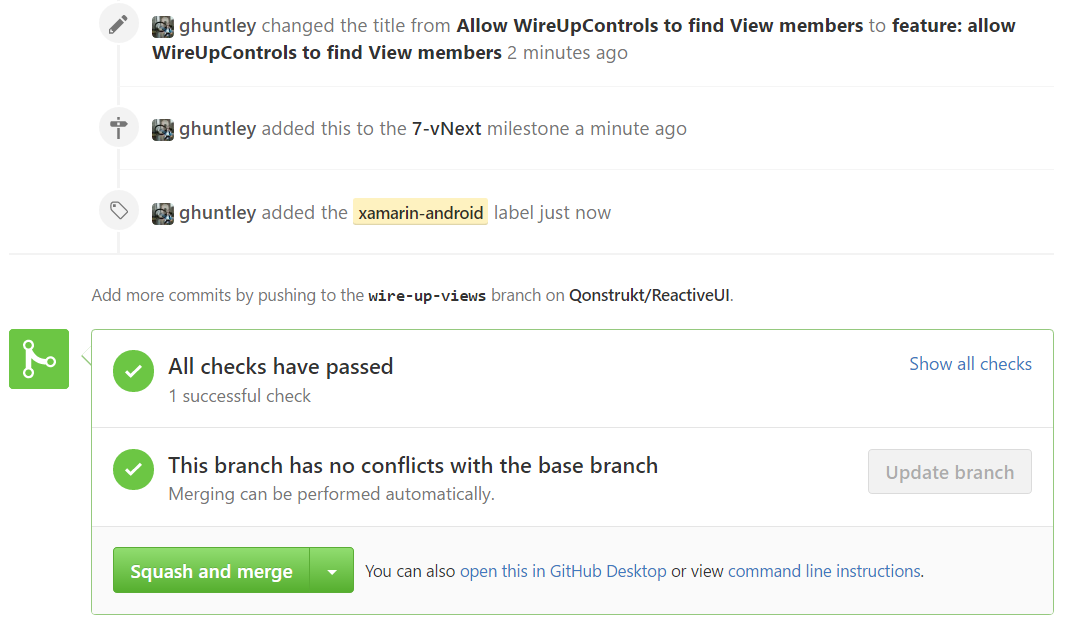 ghuntley changed the title from Allow WireUpControls to find View members to feature: allow
WireUpControls to find View members 2 minutes ago
ghuntley added this to the 7-vNext milestone a minute ago
ghuntley added the xamarin-android label just now
Add more commits by pushing to the wire-up-views branch on Qonstrukt/ReactiveUI.
All checks have passed
Show all checks
1 successful check
This branch has no conflicts with the base branch
Update branch
Merging can be performed automatically.
Squash and merge
You can also open this in GitHub Desktop or view command line instructions.